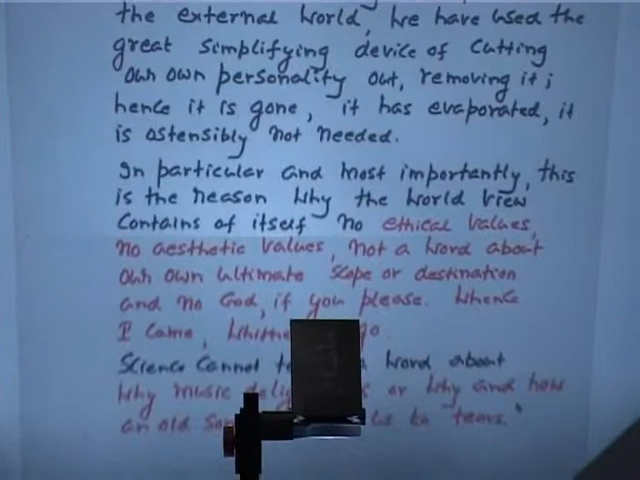 the external world, we have used the
great simplifying device of cutting
our own personality out, removing it;
hence it is gone, it has evaporated, it
is ostensibly not needed.
In particular and most importantly, this
is the reason why the world view
contains of itself no ethical values,
no aesthetic values, not a word about
our own ultimate scope or destination
and no God, if you please. Whence
I came, go
Science cannot word about
why music or why and how
an old to tears."